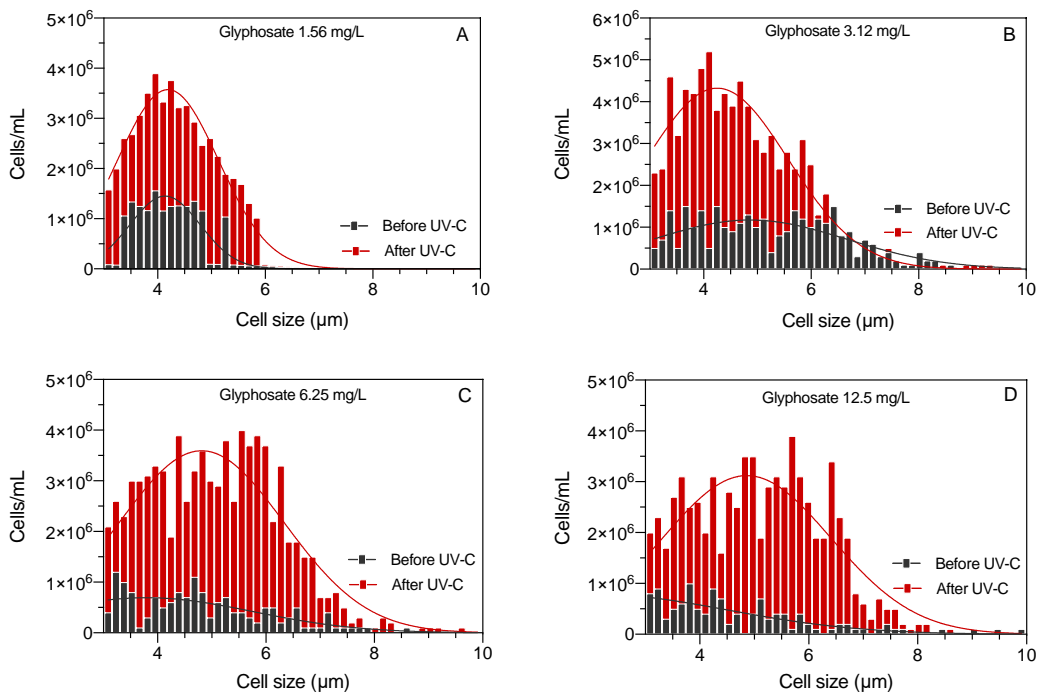 Glyphosate 1.56 mg/L
A
5×10⁶
4×10⁶
3×10⁶
2×10⁶
1×10⁶
0
Cells/mL
Before UV-C
After UV-C
4
6
8
10
Cell size (μm)
Glyphosate 3.12 mg/L
B
6×10⁶
5×10⁶
4×10⁶
3×10⁶
2×10⁶
1×10⁶
0
Cells/mL
Before UV-C
After UV-C
4
6
8
10
Cell size (μm)
Glyphosate 6.25 mg/L
C
5×10⁶
4×10⁶
3×10⁶
2×10⁶
1×10⁶
0
Cells/mL
Before UV-C
After UV-C
4
6
8
10
Cell size (μm)
Glyphosate 12.5 mg/L
D
5×10⁶
4×10⁶
3×10⁶
2×10⁶
1×10⁶
0
Cells/mL
Before UV-C
After UV-C
4
6
8
10
Cell size (μm)